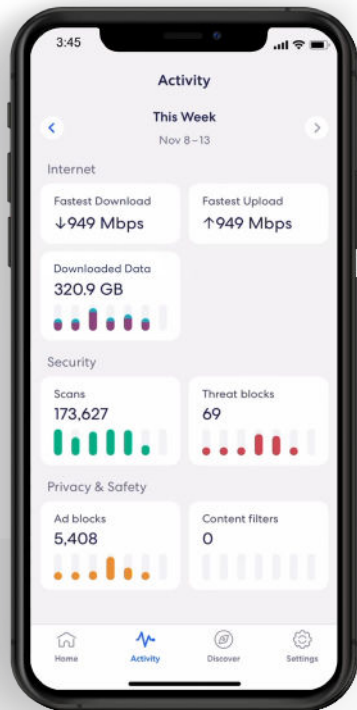 3:45
Activity
This Week
Nov 8–13
Internet
Fastest Download
↓949 Mbps
Fastest Upload
↑949 Mbps
Downloaded Data
320.9 GB
Security
Scans
173,627
Threat blocks
69
Privacy & Safety
Ad blocks
5,408
Content filters
0
Home
Activity
Discover
Settings